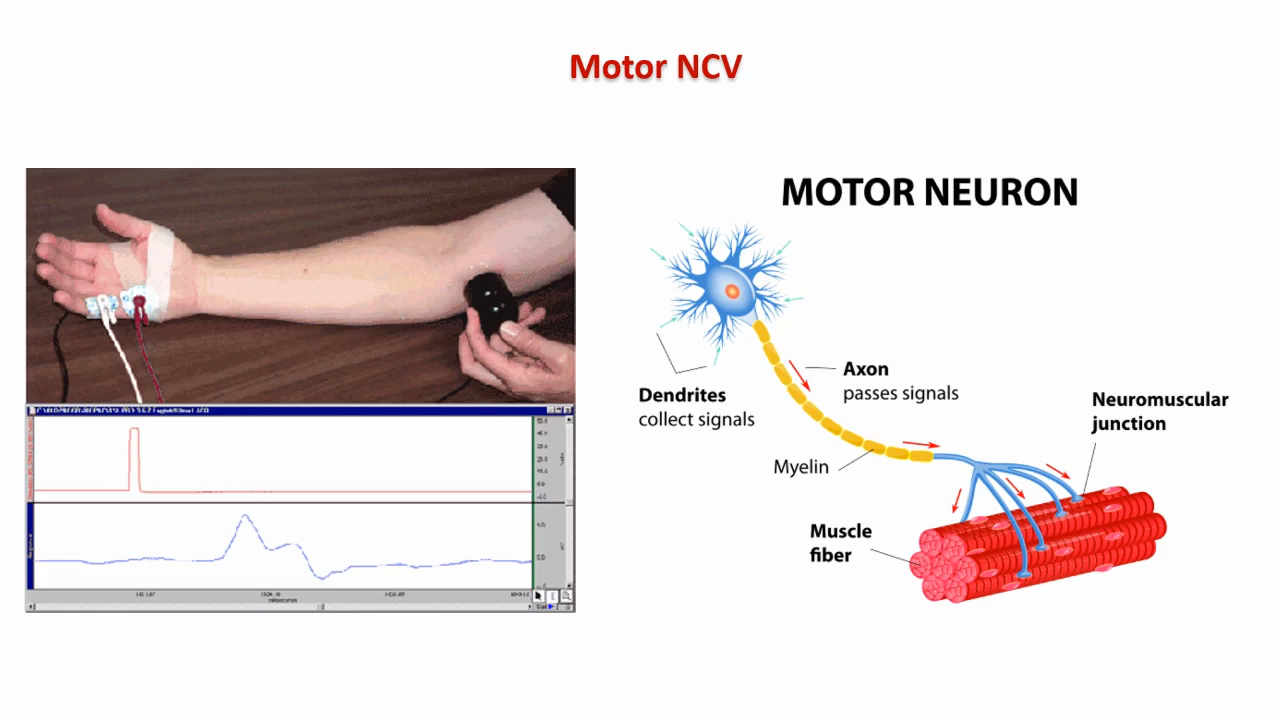 Motor NCV
MOTOR NEURON
Dendrites
collect signals
Axon
passes signals
Myelin
Neuromuscular
junction
Muscle
fiber